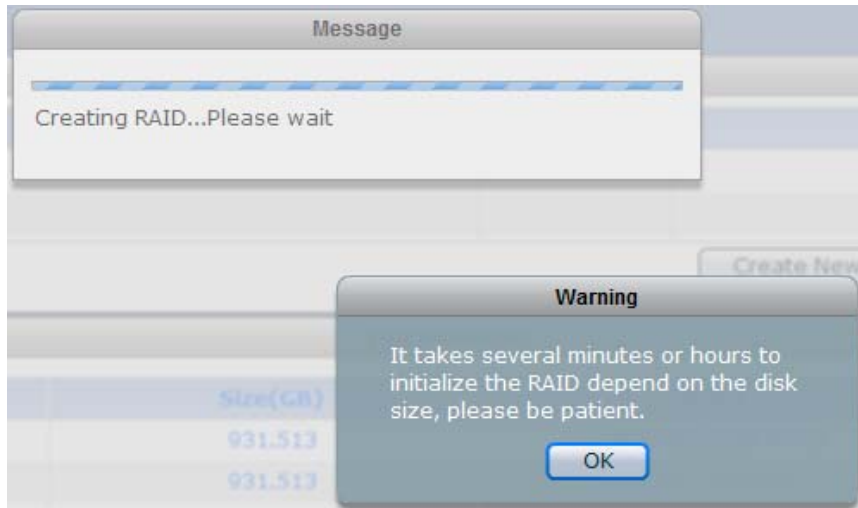 Message
Creating RAID...Please wait
Create New
Warning
It takes several minutes or hours to
initialize the RAID depend on the disk
size, please be patient.
OK
Size(GB)
931.513
931.513